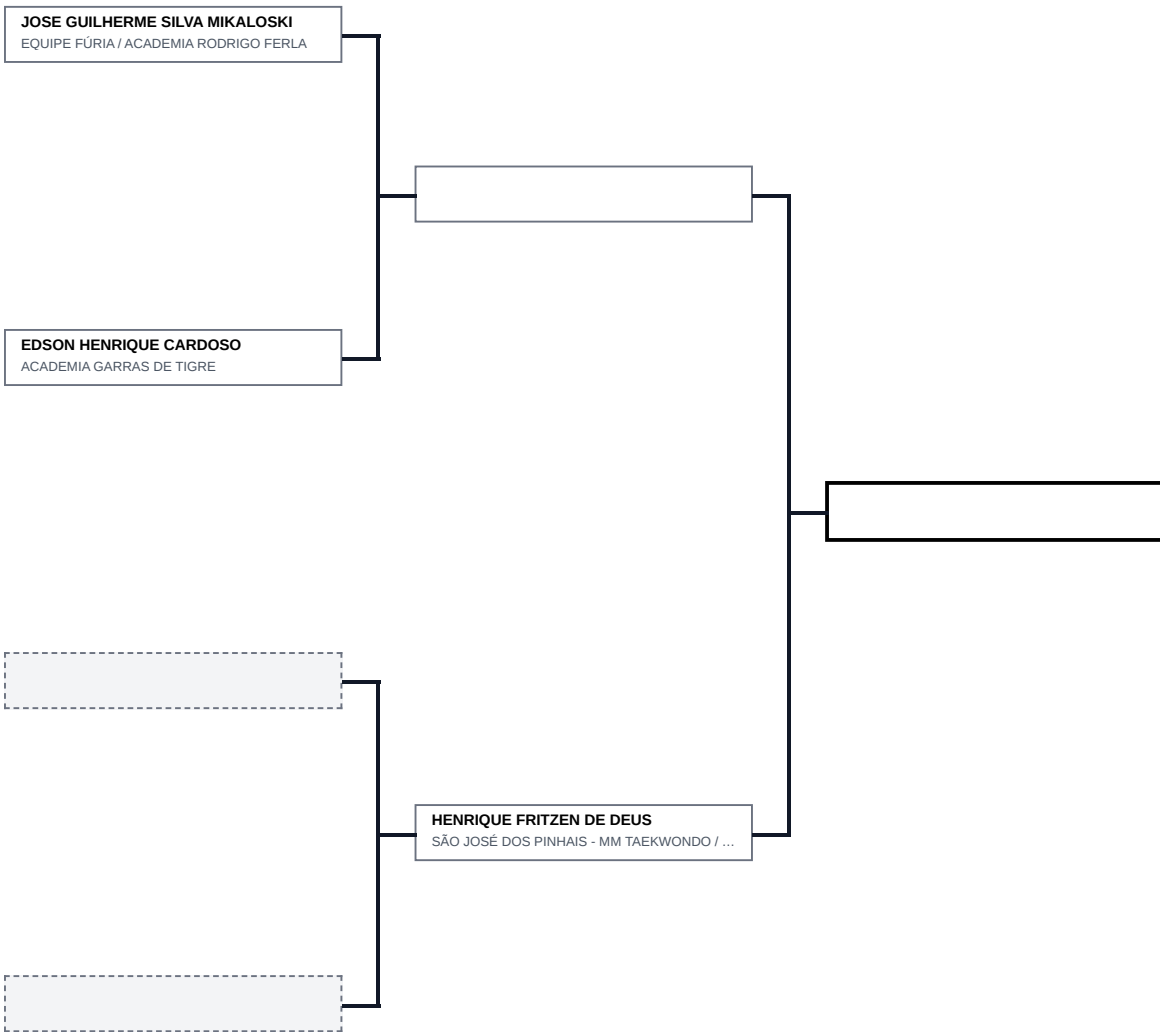 JOSE GUILHERME SILVA MIKALOSKI
EQUIPE FÚRIA / ACADEMIA RODRIGO FERLA
EDSON HENRIQUE CARDOSO
ACADEMIA GARRAS DE TIGRE
HENRIQUE FRITZEN DE DEUS
SÃO JOSÉ DOS PINHAIS - MM TAEKWONDO / ...